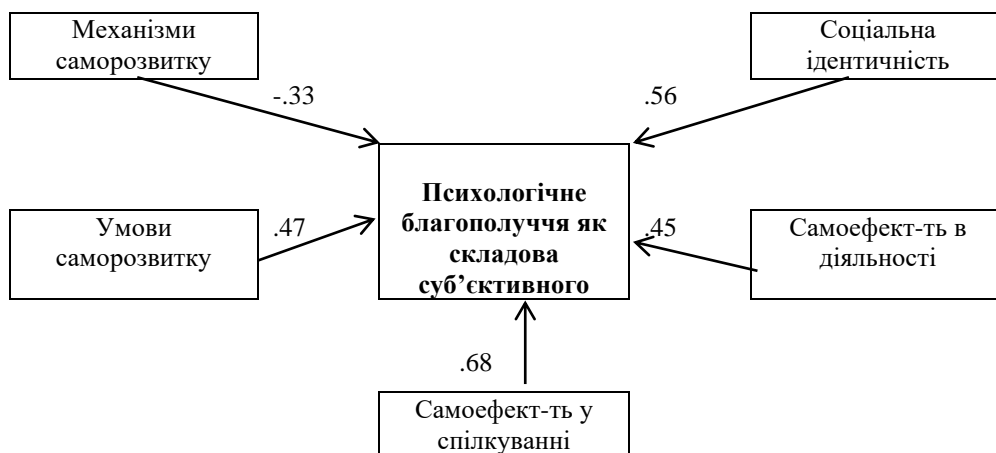 Механізми
саморозвитку
Соціальна
ідентичність
-.33
.56
Психологічне
благополуччя як
складова
суб’єктивного
Умови
саморозвитку
.47
.45
Самоефект-ть в
діяльності
.68
Самоефект-ть у
спілкуванні